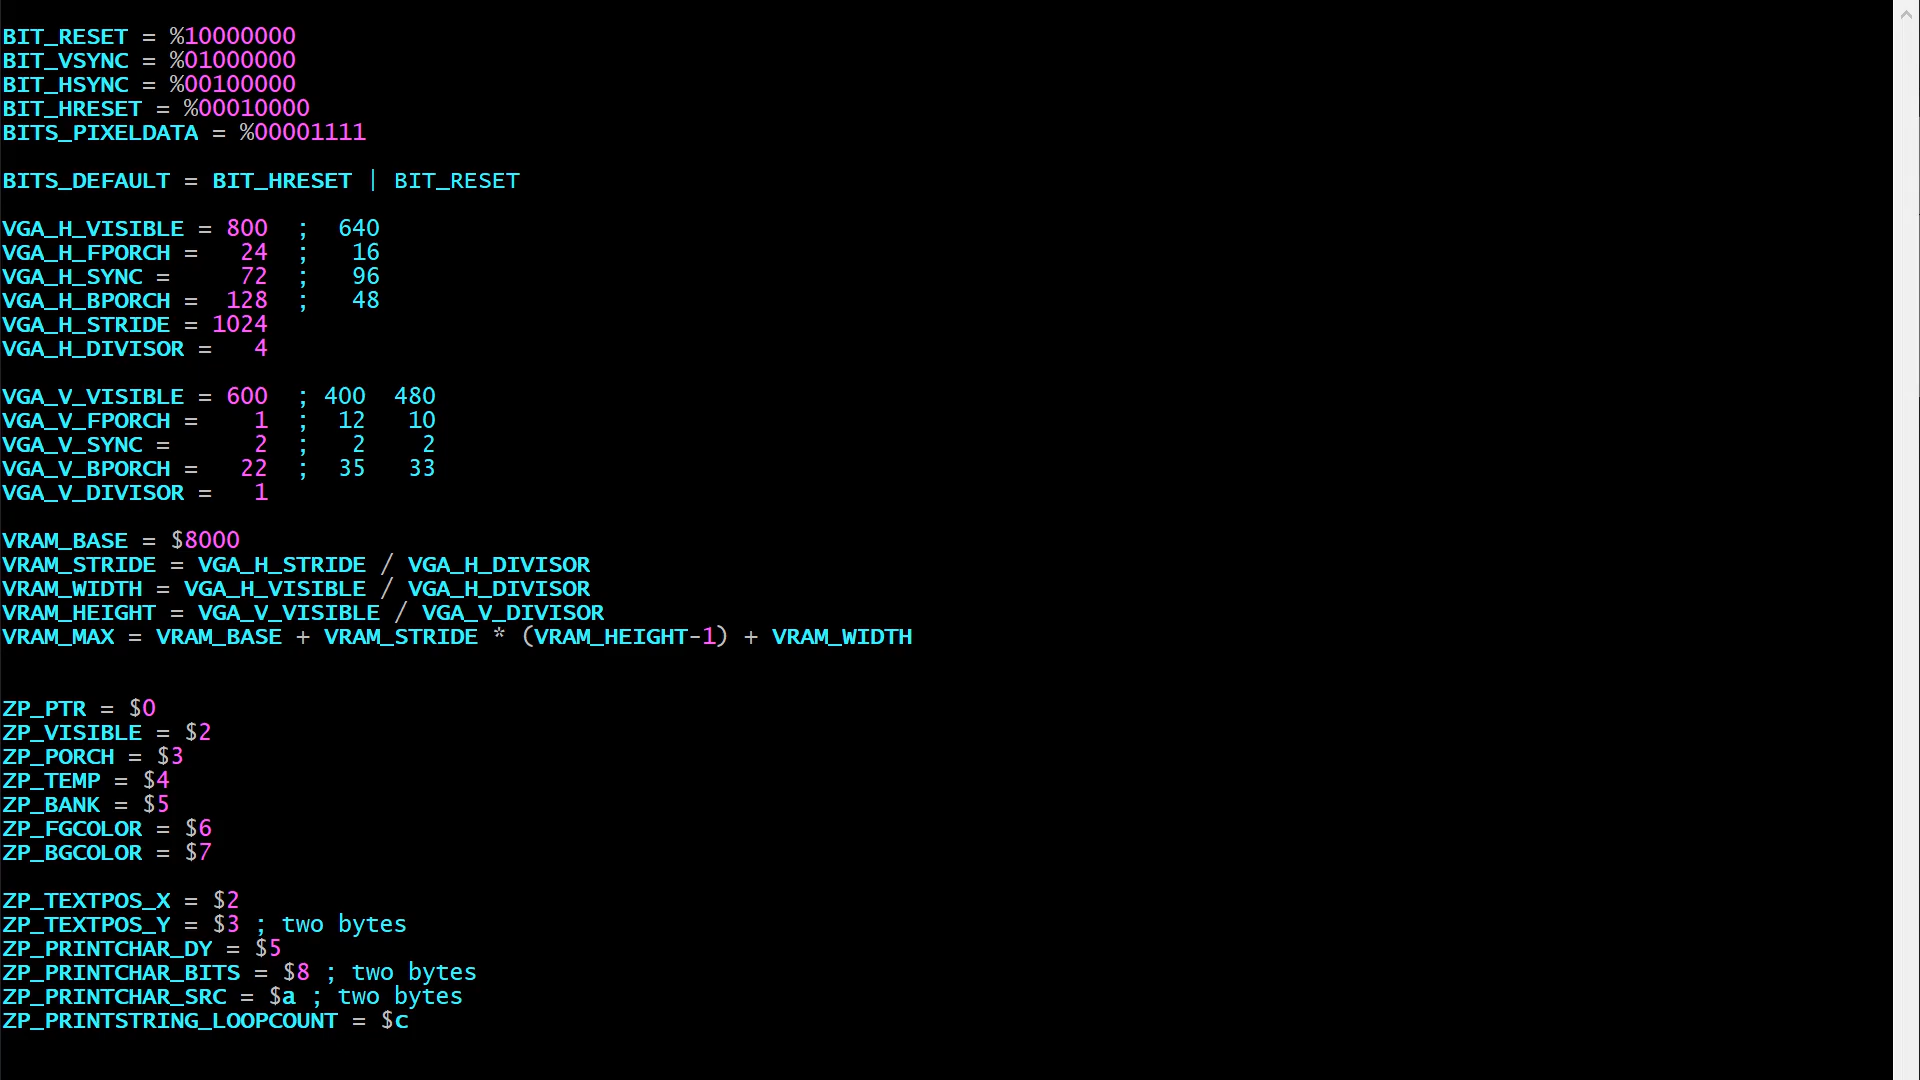 BIT_RESET = %10000000
BIT_VSYNC = %01000000
BIT_HSYNC = %00100000
BIT_HRESET = %00010000
BITS_PIXELDATA = %00001111
BITS_DEFAULT = BIT_HRESET | BIT_RESET
VGA_H_VISIBLE = 800  ;  640
VGA_H_FPORCH =   24  ;   16
VGA_H_SYNC =     72  ;   96
VGA_H_BPORCH =  128  ;   48
VGA_H_STRIDE = 1024
VGA_H_DIVISOR =   4
VGA_V_VISIBLE = 600  ; 400  480
VGA_V_FPORCH =    1  ;  12   10
VGA_V_SYNC =      2  ;   2    2
VGA_V_BPORCH =   22  ;  35   33
VGA_V_DIVISOR =   1
VRAM_BASE = $8000
VRAM_STRIDE = VGA_H_STRIDE / VGA_H_DIVISOR
VRAM_WIDTH = VGA_H_VISIBLE / VGA_H_DIVISOR
VRAM_HEIGHT = VGA_V_VISIBLE / VGA_V_DIVISOR
VRAM_MAX = VRAM_BASE + VRAM_STRIDE * (VRAM_HEIGHT-1) + VRAM_WIDTH
ZP_PTR = $0
ZP_VISIBLE = $2
ZP_PORCH = $3
ZP_TEMP = $4
ZP_BANK = $5
ZP_FGCOLOR = $6
ZP_BGCOLOR = $7
ZP_TEXTPOS_X = $2
ZP_TEXTPOS_Y = $3 ; two bytes
ZP_PRINTCHAR_DY = $5
ZP_PRINTCHAR_BITS = $8 ; two bytes
ZP_PRINTCHAR_SRC = $a ; two bytes
ZP_PRINTSTRING_LOOPCOUNT = $c